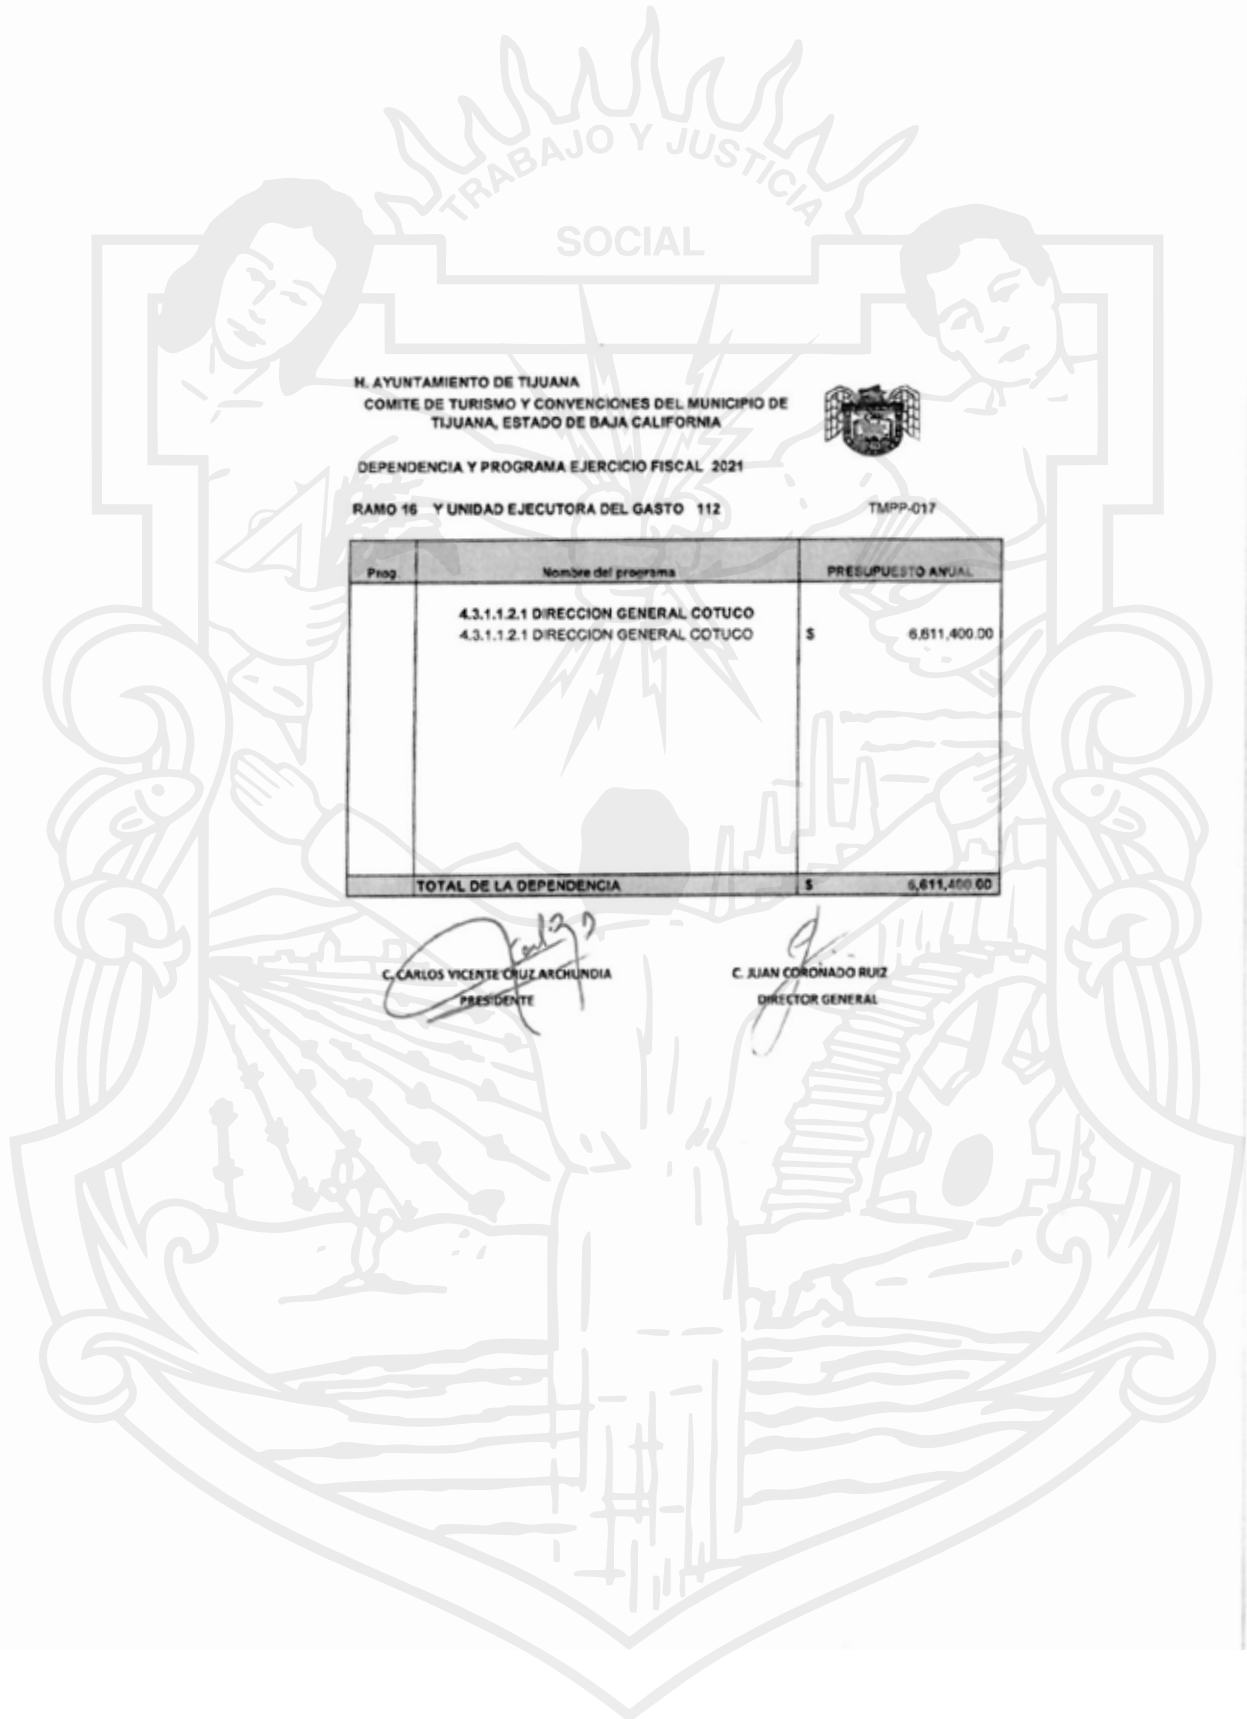 TRABAJO Y JUSTICIA
SOCIAL
H. AYUNTAMIENTO DE TIJUANA
COMITE DE TURISMO Y CONVENCIONES DEL MUNICIPIO DE
TIJUANA, ESTADO DE BAJA CALIFORNIA
DEPENDENCIA Y PROGRAMA EJERCICIO FISCAL 2021
RAMO 16 Y UNIDAD EJECUTORA DEL GASTO 112 TMPP-017
Prog. Nombre del programa PRESUPUESTO ANUAL
4.3.1.1.2.1 DIRECCION GENERAL COTUCO
4.3.1.1.2.1 DIRECCION GENERAL COTUCO $ 6,611,400.00
TOTAL DE LA DEPENDENCIA $ 6,611,400.00
C. CARLOS VICENTE CRUZ ARCHUNDIA C. JUAN CORONADO RUIZ
PRESIDENTE DIRECTOR GENERAL